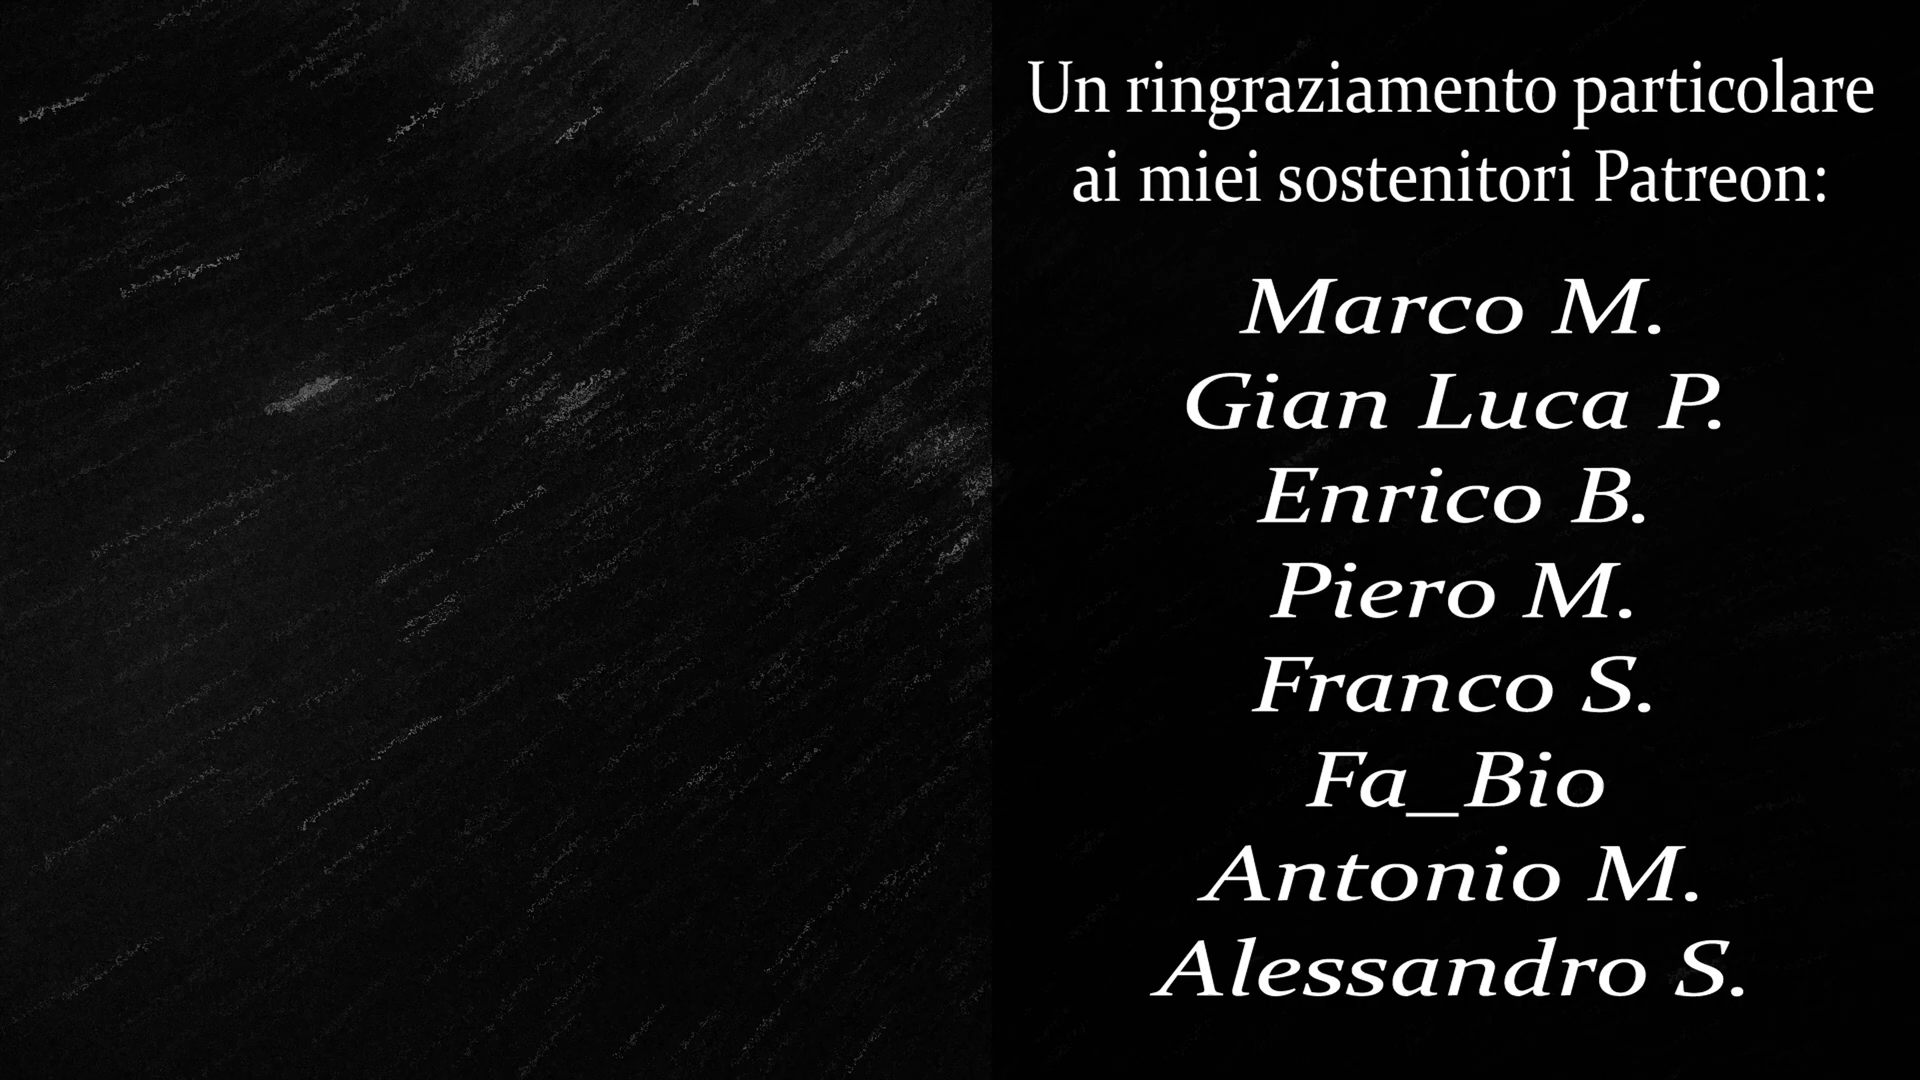 Un ringraziamento particolare
ai miei sostenitori Patreon:
Marco M.
Gian Luca P.
Enrico B.
Piero M.
Franco S.
Fa_Bio
Antonio M.
Alessandro S.